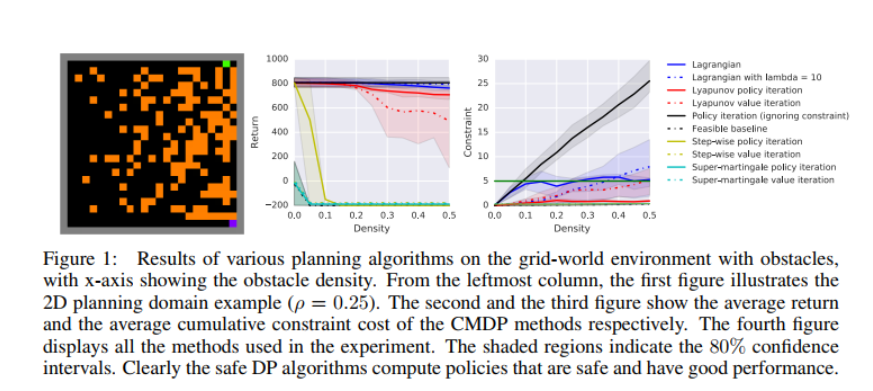 1000
800
600
400
200
0
−200
Return
0.0 0.1 0.2 0.3 0.4 0.5
Density
30
25
20
15
10
5
0
Constraint
0.0 0.1 0.2 0.3 0.4 0.5
Density
Lagrangian
Lagrangian with lambda = 10
Lyapunov policy iteration
Lyapunov value iteration
Policy iteration (ignoring constraint)
Feasible baseline
Step-wise policy iteration
Step-wise value iteration
Super-martingale policy iteration
Super-martingale value iteration
Figure 1: Results of various planning algorithms on the grid-world environment with obstacles,
with x-axis showing the obstacle density. From the leftmost column, the first figure illustrates the
2D planning domain example (ρ = 0.25). The second and the third figure show the average return
and the average cumulative constraint cost of the CMDP methods respectively. The fourth figure
displays all the methods used in the experiment. The shaded regions indicate the 80% confidence
intervals. Clearly the safe DP algorithms compute policies that are safe and have good performance.